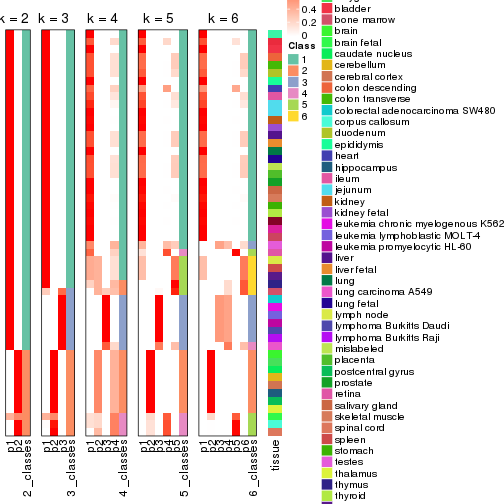 k = 2
k = 3
k = 4
k = 5
k = 6
0.4
0.2
0
Class
1
2
3
4
5
6
p1
p2
2_classes
p1
p2
p3
3_classes
p1
p2
p3
p4
4_classes
p1
p2
p3
p4
p5
5_classes
p1
p2
p3
p4
p5
p6
6_classes
tissue
bladder
bone marrow
brain
brain fetal
caudate nucleus
cerebellum
cerebral cortex
colon descending
colon transverse
colorectal adenocarcinoma SW480
corpus callosum
duodenum
epididymis
heart
hippocampus
ileum
jejunum
kidney
kidney fetal
leukemia chronic myelogenous K562
leukemia lymphoblastic MOLT-4
leukemia promyelocytic HL-60
liver
liver fetal
lung
lung carcinoma A549
lung fetal
lymph node
lymphoma Burkitts Daudi
lymphoma Burkitts Raji
mislabeled
placenta
postcentral gyrus
prostate
retina
salivary gland
skeletal muscle
spinal cord
spleen
stomach
testes
thalamus
thymus
thyroid